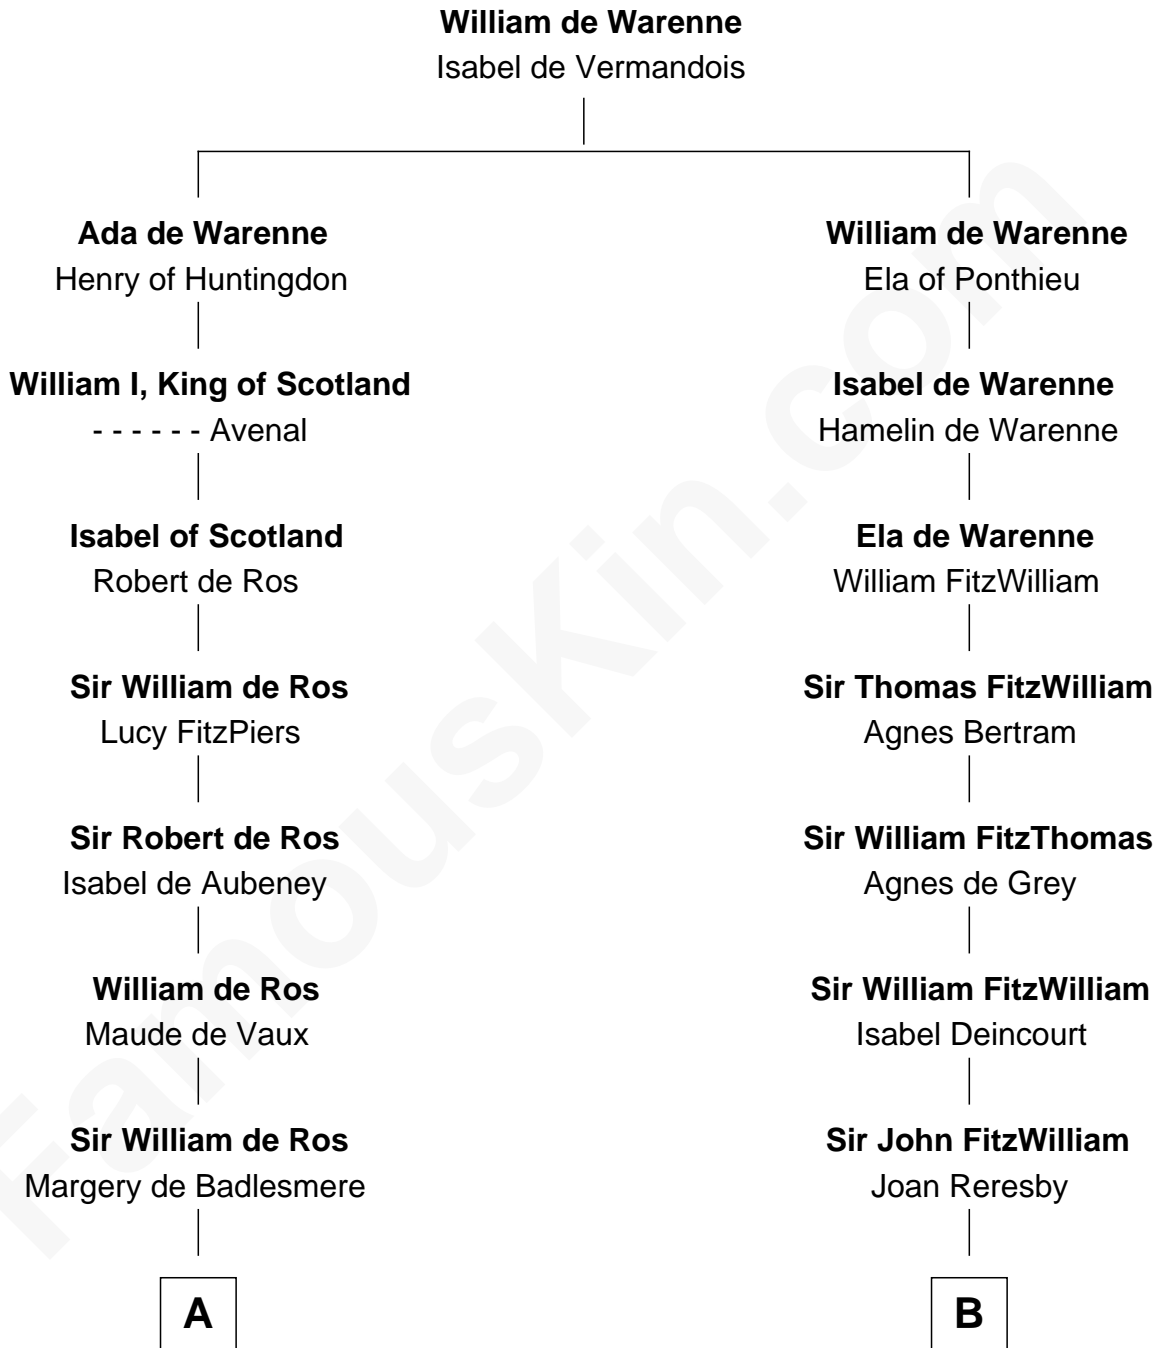 William de Warenne
Isabel de Vermandois
Ada de Warenne
Henry of Huntingdon
William I, King of Scotland
- - - - - - Avenal
Isabel of Scotland
Robert de Ros
Sir William de Ros
Lucy FitzPiers
Sir Robert de Ros
Isabel de Aubeney
William de Ros
Maude de Vaux
Sir William de Ros
Margery de Badlesmere
A
William de Warenne
Ela of Ponthieu
Isabel de Warenne
Hamelin de Warenne
Ela de Warenne
William FitzWilliam
Sir Thomas FitzWilliam
Agnes Bertram
Sir William FitzThomas
Agnes de Grey
Sir William FitzWilliam
Isabel Deincourt
Sir John FitzWilliam
Joan Reresby
B
FamousKin.com